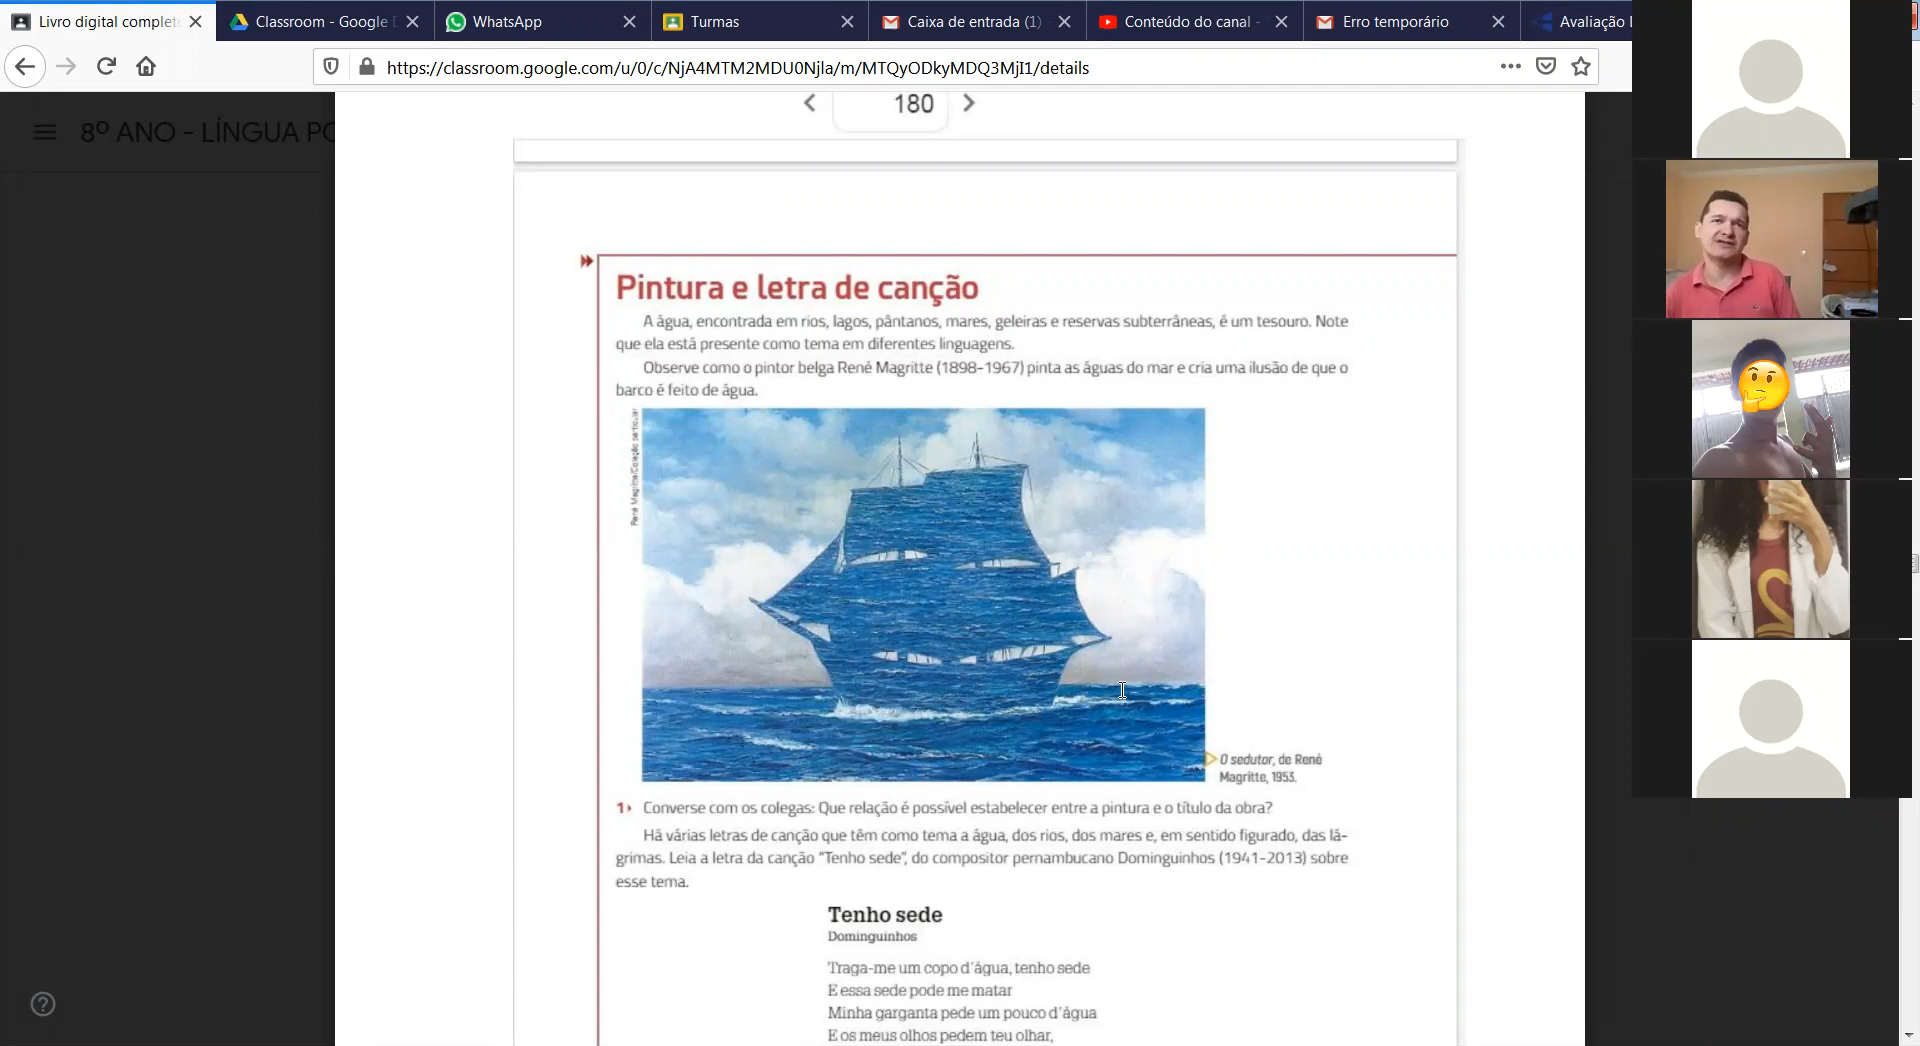 Livro digital complet
Classroom - Google D
WhatsApp
Turmas
Caixa de entrada (1)
Conteúdo do canal -
Erro temporário
Avaliação
https://classroom.google.com/u/0/c/NjA4MTM2MDU0Njla/m/MTQyODkyMDQ3MjI1/details
8º ANO - LÍNGUA PO
180
Pintura e letra de canção
A água, encontrada em rios, lagos, pântanos, mares, geleiras e reservas subterrâneas, é um tesouro. Note
que ela está presente como tema em diferentes linguagens.
Observe como o pintor belga René Magritte (1898-1967) pinta as águas do mar e cria uma ilusão de que o
barco é feito de água.
René Magritte/Coleção particular
O sedutor, de René
Magritte, 1953.
1 Converse com os colegas: Que relação é possível estabelecer entre a pintura e o título da obra?
Há várias letras de canção que têm como tema a água, dos rios, dos mares e, em sentido figurado, das lá-
grimas. Leia a letra da canção "Tenho sede", do compositor pernambucano Dominguinhos (1941-2013) sobre
esse tema.
Tenho sede
Dominguinhos
Traga-me um copo d'água, tenho sede
E essa sede pode me matar
Minha garganta pede um pouco d'água
E os meus olhos pedem teu olhar,